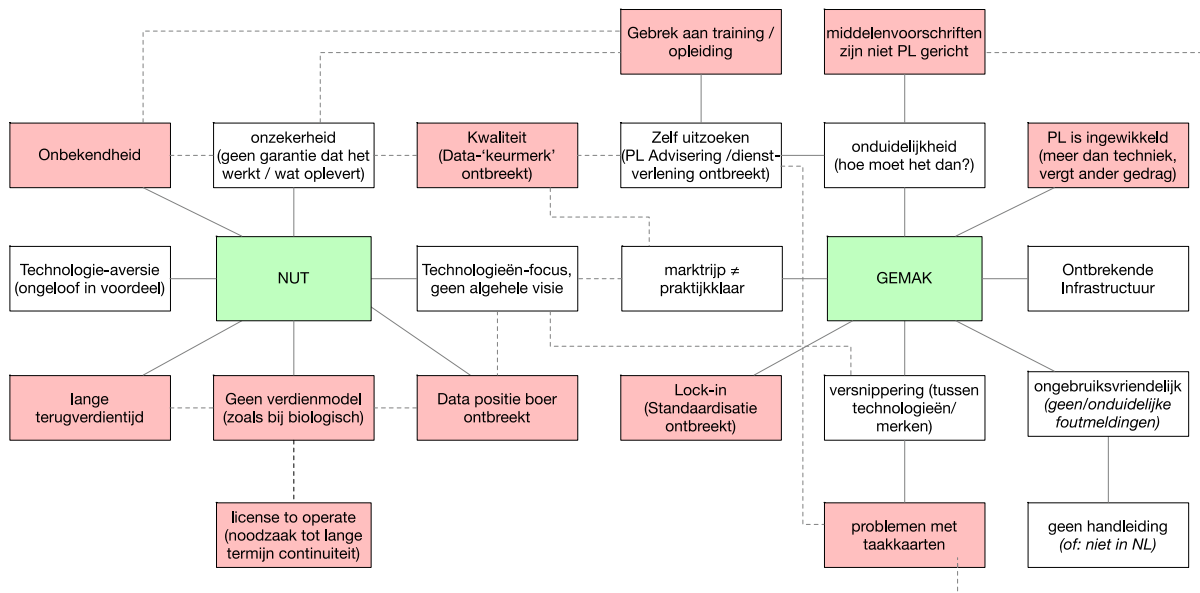 Gebrek aan training /
opleiding
middelenvoorschriften
zijn niet PL gericht
Onbekendheid
onzekerheid
(geen garantie dat het
werkt / wat oplevert)
Kwaliteit
(Data-‘keurmerk’
ontbreekt)
Zelf uitzoeken
(PL Advisering /dienst-
verlening ontbreekt)
onduidelijkheid
(hoe moet het dan?)
PL is ingewikkeld
(meer dan techniek,
vergt ander gedrag)
Technologie-aversie
(ongeloof in voordeel)
NUT
Technologieën-focus,
geen algehele visie
marktrijp ≠
praktijkklaar
GEMAK
Ontbrekende
Infrastructuur
lange
terugverdientijd
Geen verdienmodel
(zoals bij biologisch)
Data positie boer
ontbreekt
Lock-in
(Standaardisatie
ontbreekt)
versnippering (tussen
technologieën/
merken)
ongebruiksvriendelijk
(geen/onduidelijke
foutmeldingen)
license to operate
(noodzaak tot lange
termijn continuiteit)
problemen met
taakkaarten
geen handleiding
(of: niet in NL)